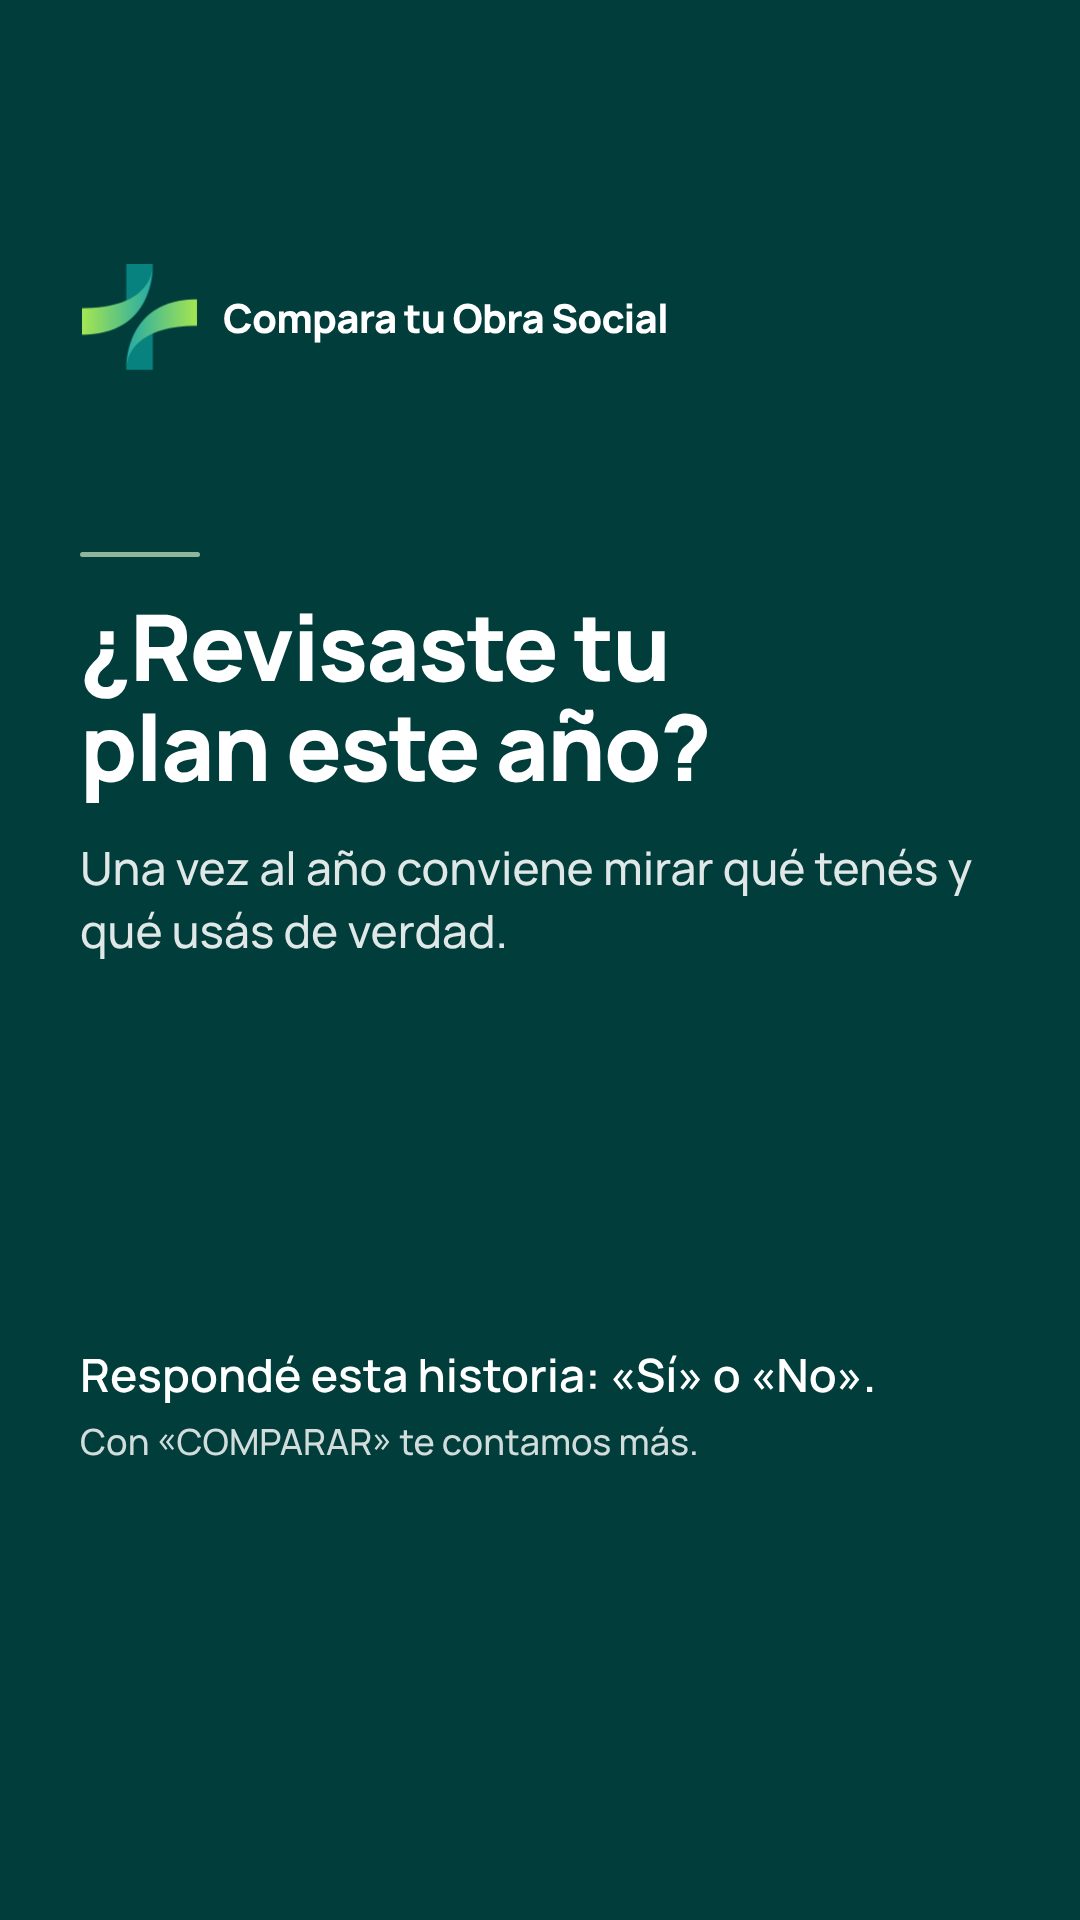 Compara tu Obra Social
¿Revisaste tu
plan este año?
Una vez al año conviene mirar qué tenés y
qué usás de verdad.
Respondé esta historia: «Sí» o «No».
Con «COMPARAR» te contamos más.